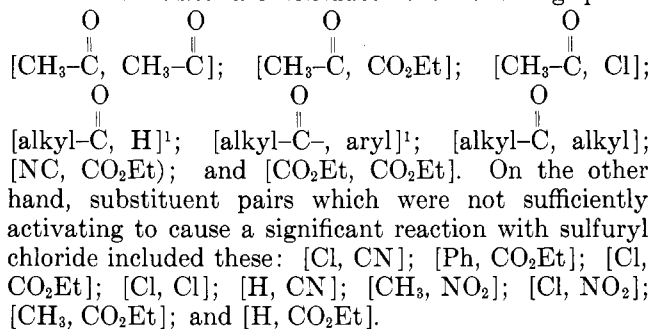 O O O
‖ ‖ ‖
[CH₃–C, CH₃–C]; [CH₃–C, CO₂Et]; [CH₃–C, Cl];
O O O
‖ ‖ ‖
[alkyl–C, H]¹; [alkyl–C-, aryl]¹; [alkyl–C, alkyl];
[NC, CO₂Et); and [CO₂Et, CO₂Et]. On the other
hand, substituent pairs which were not sufficiently
activating to cause a significant reaction with sulfuryl
chloride included these: [Cl, CN]; [Ph, CO₂Et]; [Cl,
CO₂Et]; [Cl, Cl]; [H, CN]; [CH₃, NO₂]; [Cl, NO₂];
[CH₃, CO₂Et]; and [H, CO₂Et].